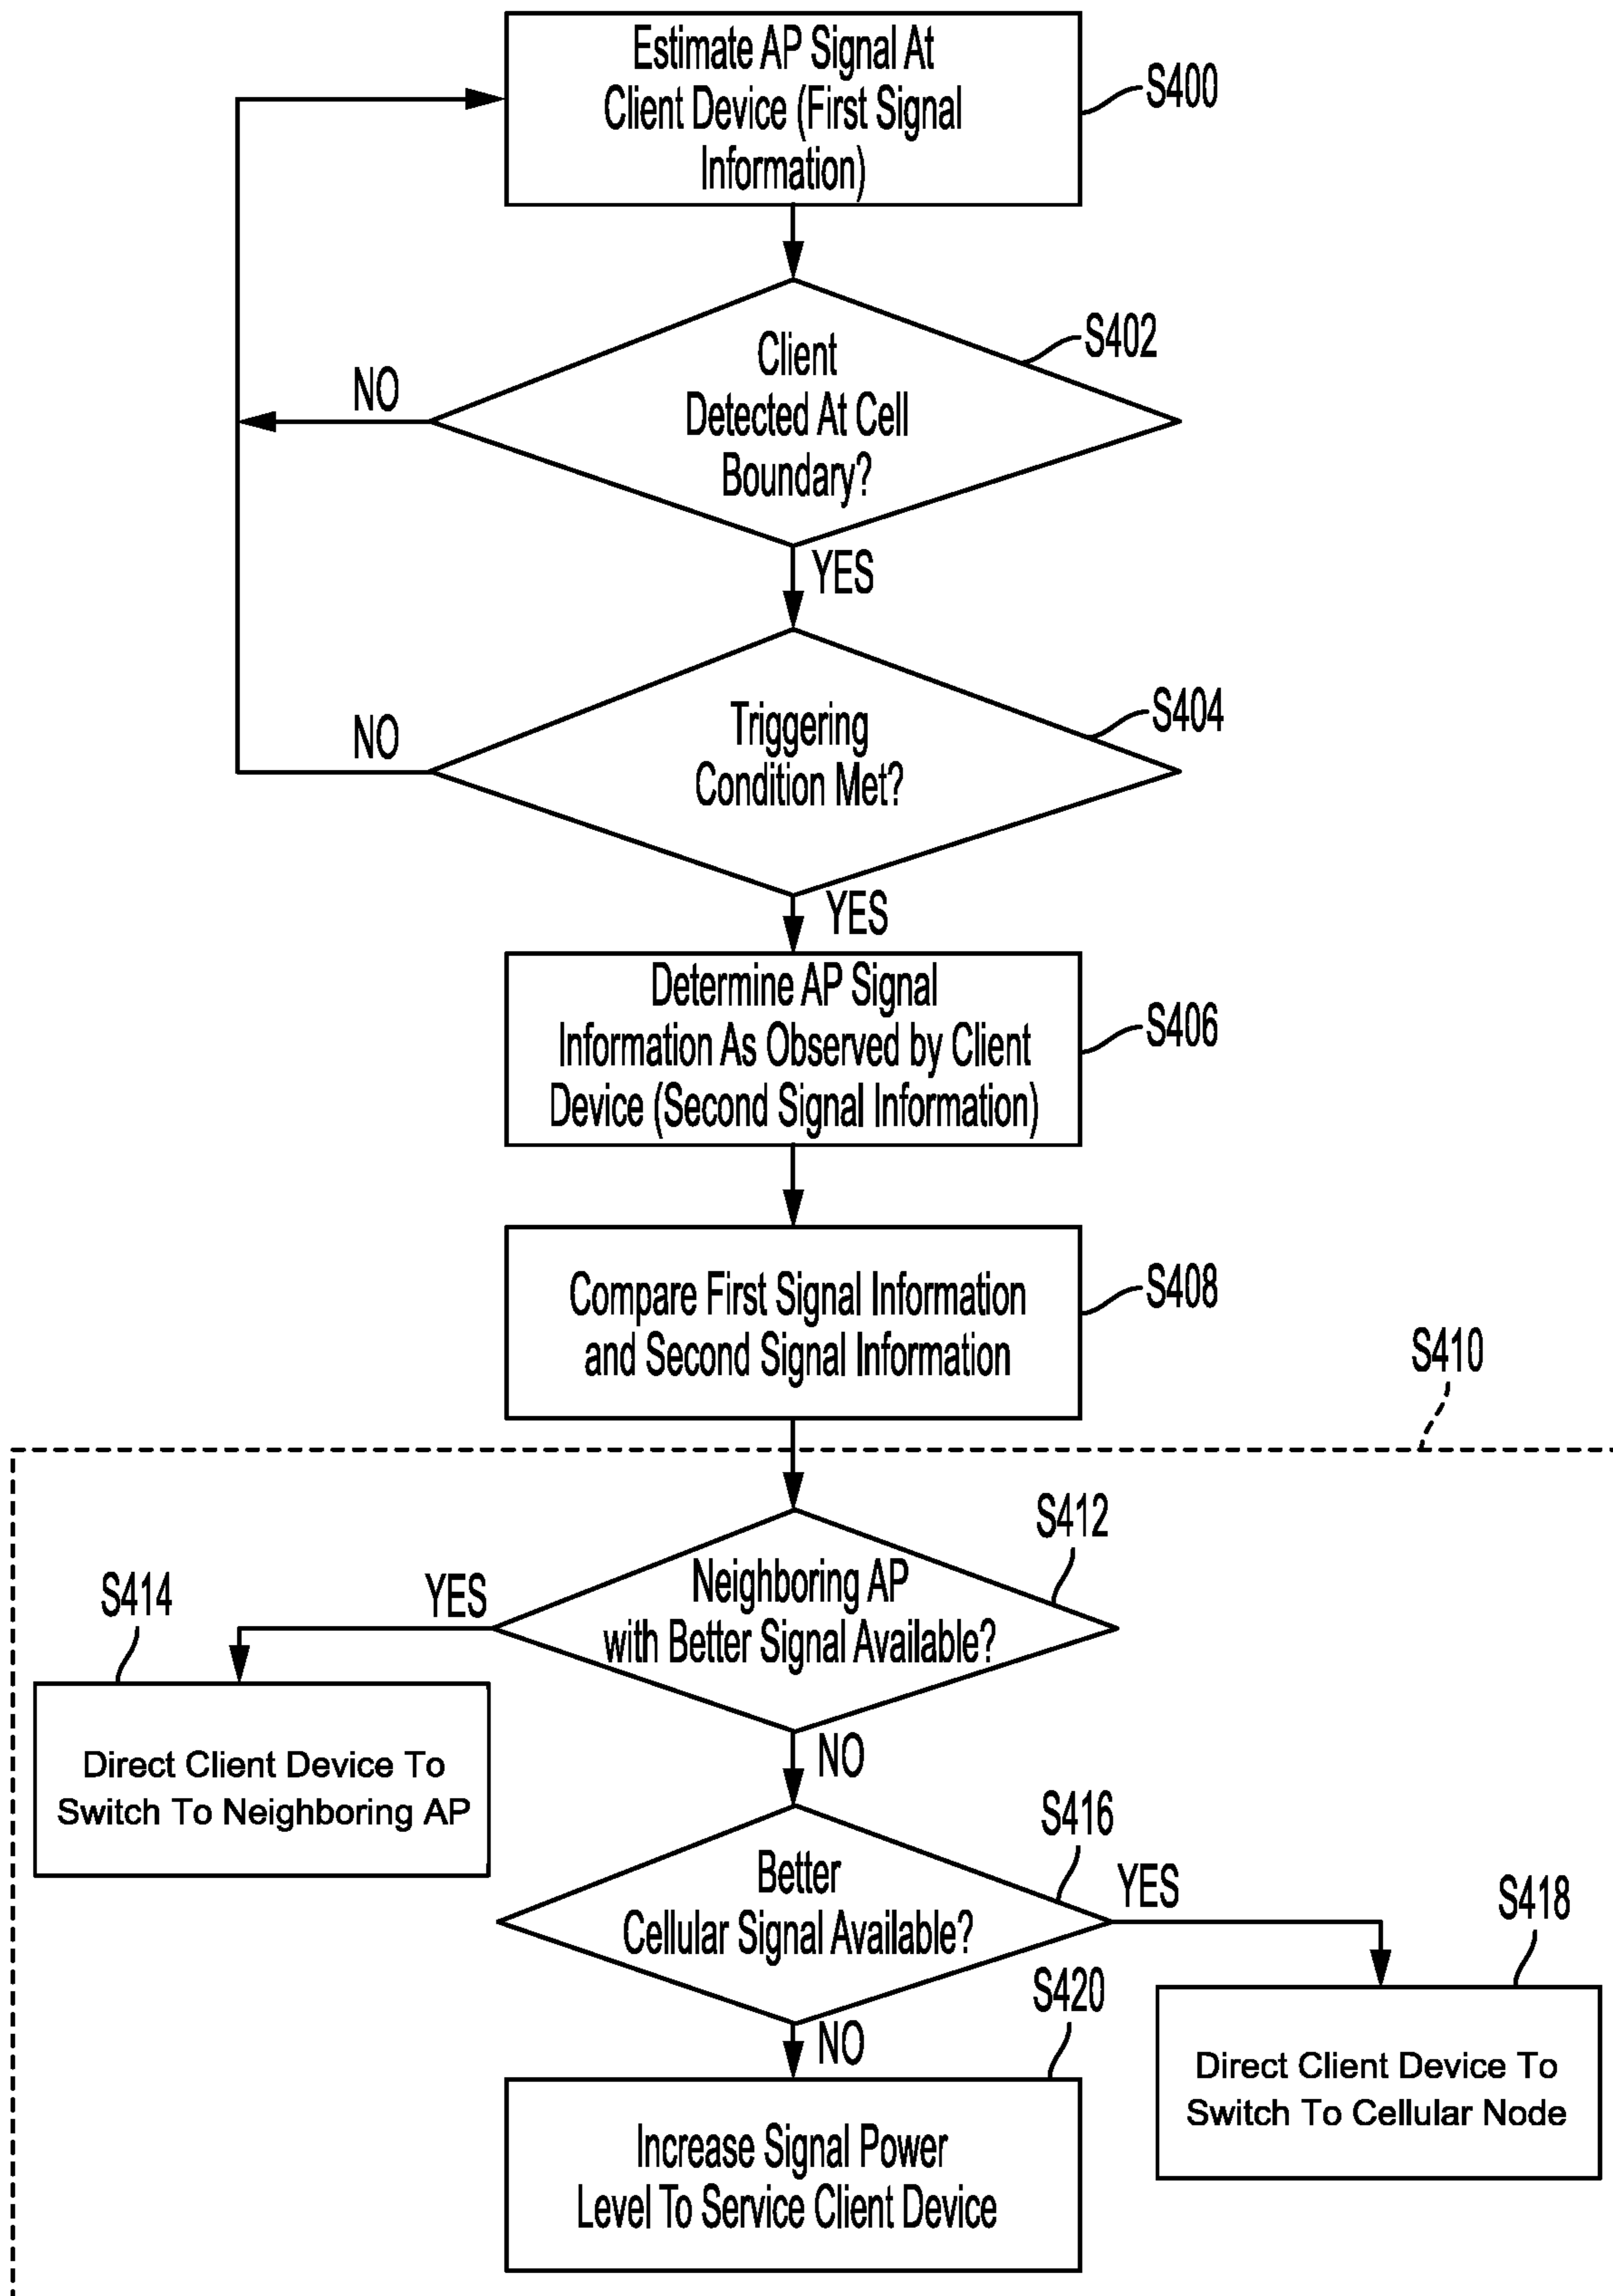 Estimate AP Signal At
Client Device (First Signal
Information)
S400
Client
Detected At Cell
Boundary?
S402
NO
YES
Triggering
Condition Met?
S404
NO
YES
Determine AP Signal
Information As Observed by Client
Device (Second Signal Information)
S406
Compare First Signal Information
and Second Signal Information
S408
S410
Neighboring AP
with Better Signal Available?
S412
YES
S414
Direct Client Device To
Switch To Neighboring AP
NO
Better
Cellular Signal Available?
S416
YES
S418
Direct Client Device To
Switch To Cellular Node
NO
S420
Increase Signal Power
Level To Service Client Device